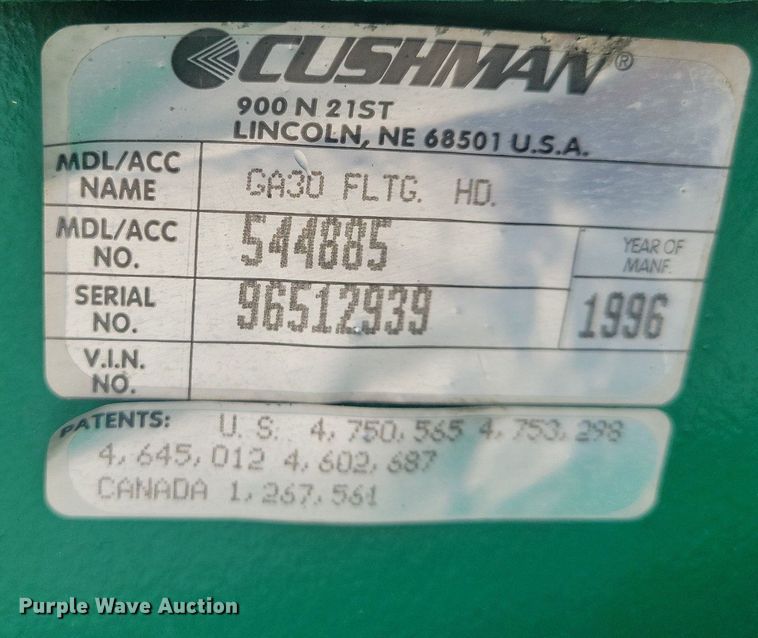 CUSHMAN®
900 N 21ST
LINCOLN, NE 68501 U.S.A.
MDL/ACC NAME GA30 FLTG. HD.
MDL/ACC NO. 544885
YEAR OF MANF. 1996
SERIAL NO. 96512939
V.I.N. NO.
PATENTS: U. S. 4,750,565 4,753,298
4,645,012 4,602,687
CANADA 1,267,561
Purple Wave Auction